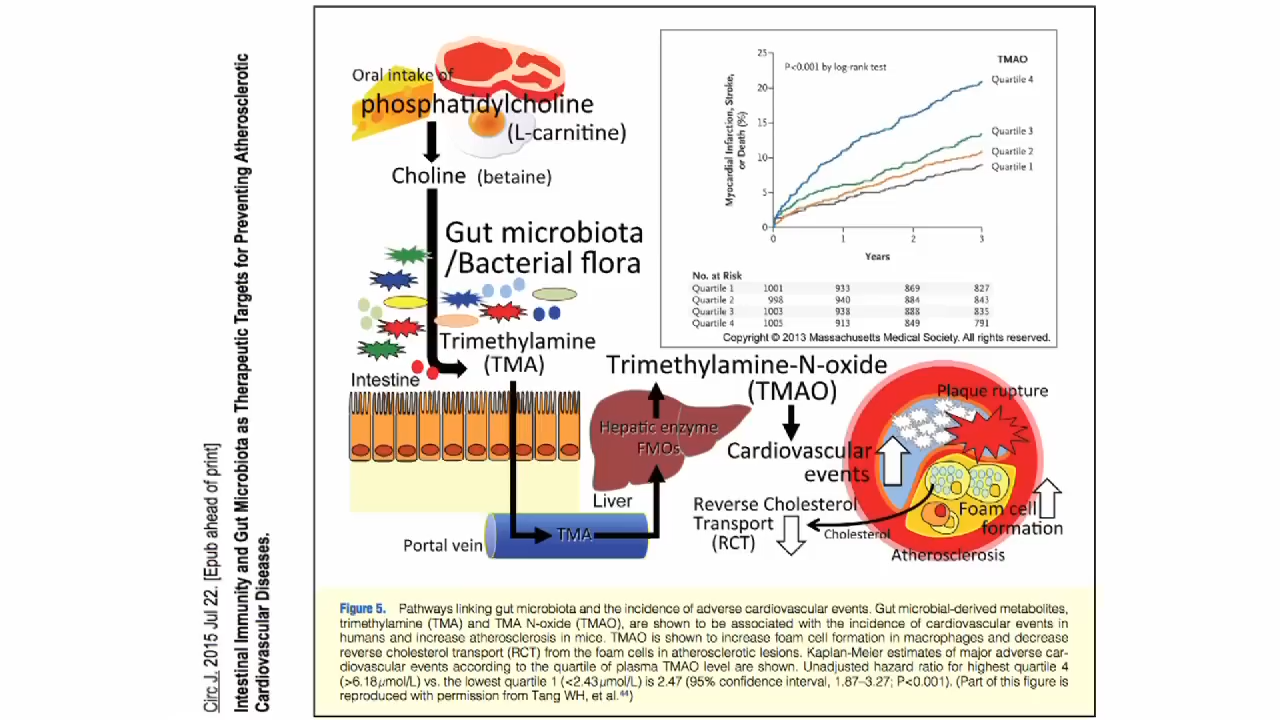 Circ J. 2015 Jul 22. [Epub ahead of print]
Intestinal Immunity and Gut Microbiota as Therapeutic Targets for Preventing Atherosclerotic
Cardiovascular Diseases.
Oral intake of
phosphatidylcholine
(L-carnitine)
Choline (betaine)
Gut microbiota
/Bacterial flora
Trimethylamine
(TMA)
Intestine
Portal vein
TMA
Liver
Hepatic enzyme
FMOs
Trimethylamine-N-oxide
(TMAO)
Cardiovascular
events
Reverse Cholesterol
Transport
(RCT)
Cholesterol
Plaque rupture
Foam cell
formation
Atherosclerosis
Myocardial Infarction, Stroke,
or Death (%)
25
20
15
10
5
0
P<0.001 by log-rank test
TMAO
Quartile 4
Quartile 3
Quartile 2
Quartile 1
0 1 2 3
Years
No. at Risk
Quartile 1 1001 933 869 827
Quartile 2 998 940 884 843
Quartile 3 1003 938 888 835
Quartile 4 1005 913 849 791
Copyright © 2013 Massachusetts Medical Society. All rights reserved.
Figure 5. Pathways linking gut microbiota and the incidence of adverse cardiovascular events. Gut microbial-derived metabolites,
trimethylamine (TMA) and TMA N-oxide (TMAO), are shown to be associated with the incidence of cardiovascular events in
humans and increase atherosclerosis in mice. TMAO is shown to increase foam cell formation in macrophages and decrease
reverse cholesterol transport (RCT) from the foam cells in atherosclerotic lesions. Kaplan-Meier estimates of major adverse car-
diovascular events according to the quartile of plasma TMAO level are shown. Unadjusted hazard ratio for highest quartile 4
(>6.18μmol/L) vs. the lowest quartile 1 (<2.43μmol/L) is 2.47 (95% confidence interval, 1.87–3.27; P<0.001). (Part of this figure is
reproduced with permission from Tang WH, et al.⁴⁴)